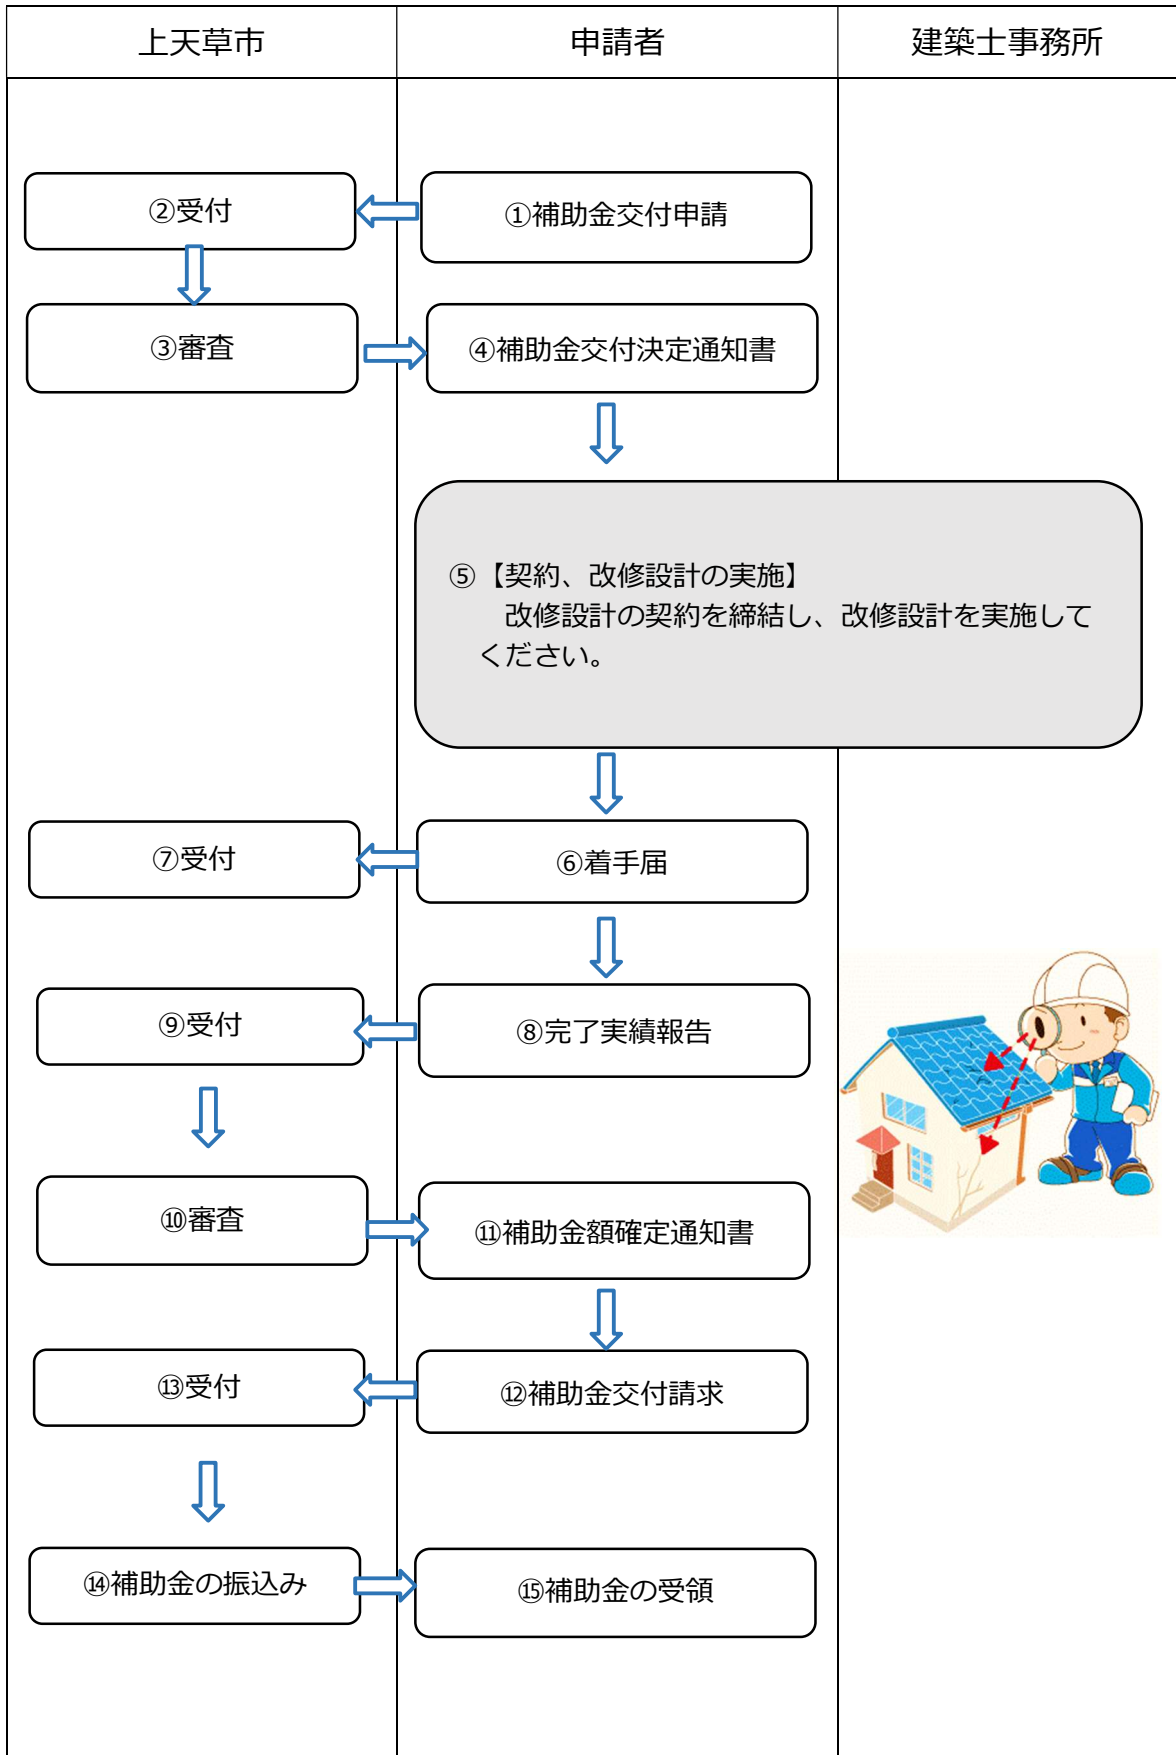 上天草市
申請者
建築士事務所
②受付
①補助金交付申請
③審査
④補助金交付決定通知書
⑤【契約、改修設計の実施】
改修設計の契約を締結し、改修設計を実施して
ください。
⑦受付
⑥着手届
⑨受付
⑧完了実績報告
⑩審査
⑪補助金額確定通知書
⑬受付
⑫補助金交付請求
⑭補助金の振込み
⑮補助金の受領